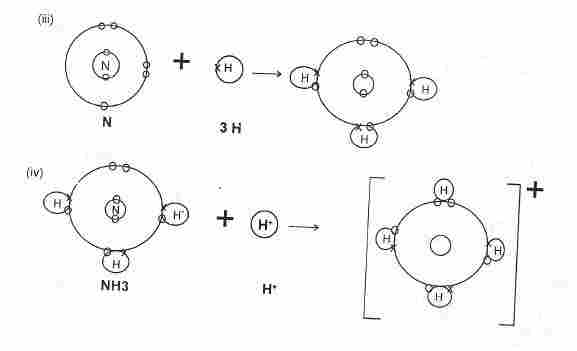 (iii)
N + H → H H H
N 3 H
(iv)
H N H⁺ H + H⁺ → [ H H H H ] +
NH3 H⁺